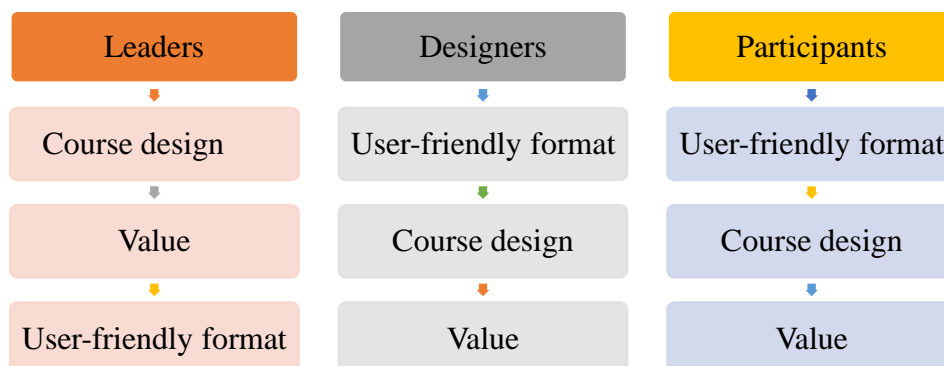 Leaders
Course design
Value
User-friendly format
Designers
User-friendly format
Course design
Value
Participants
User-friendly format
Course design
Value